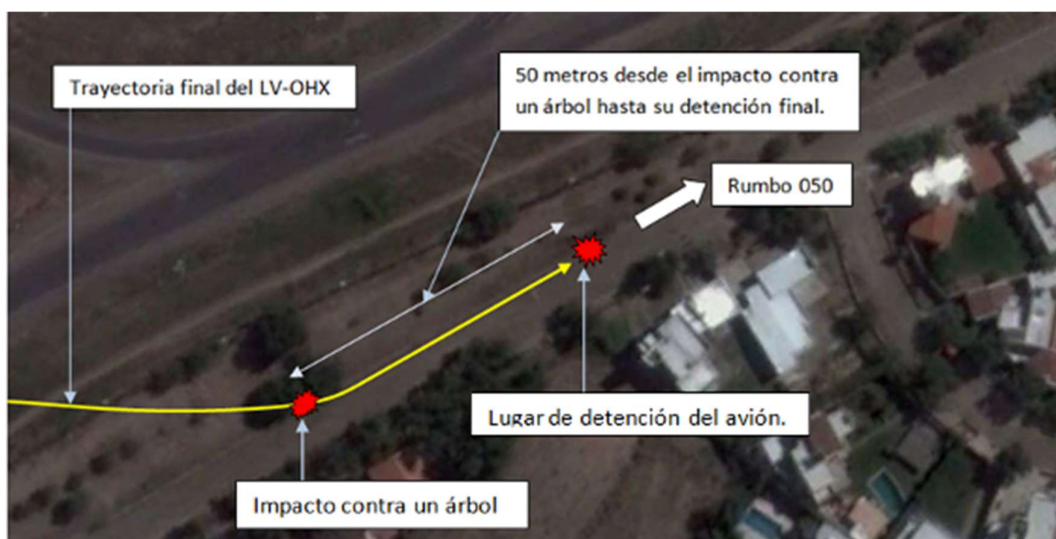 Trayectoria final del LV-OHX
50 metros desde el impacto contra
un árbol hasta su detención final.
Rumbo 050
Lugar de detención del avión.
Impacto contra un árbol